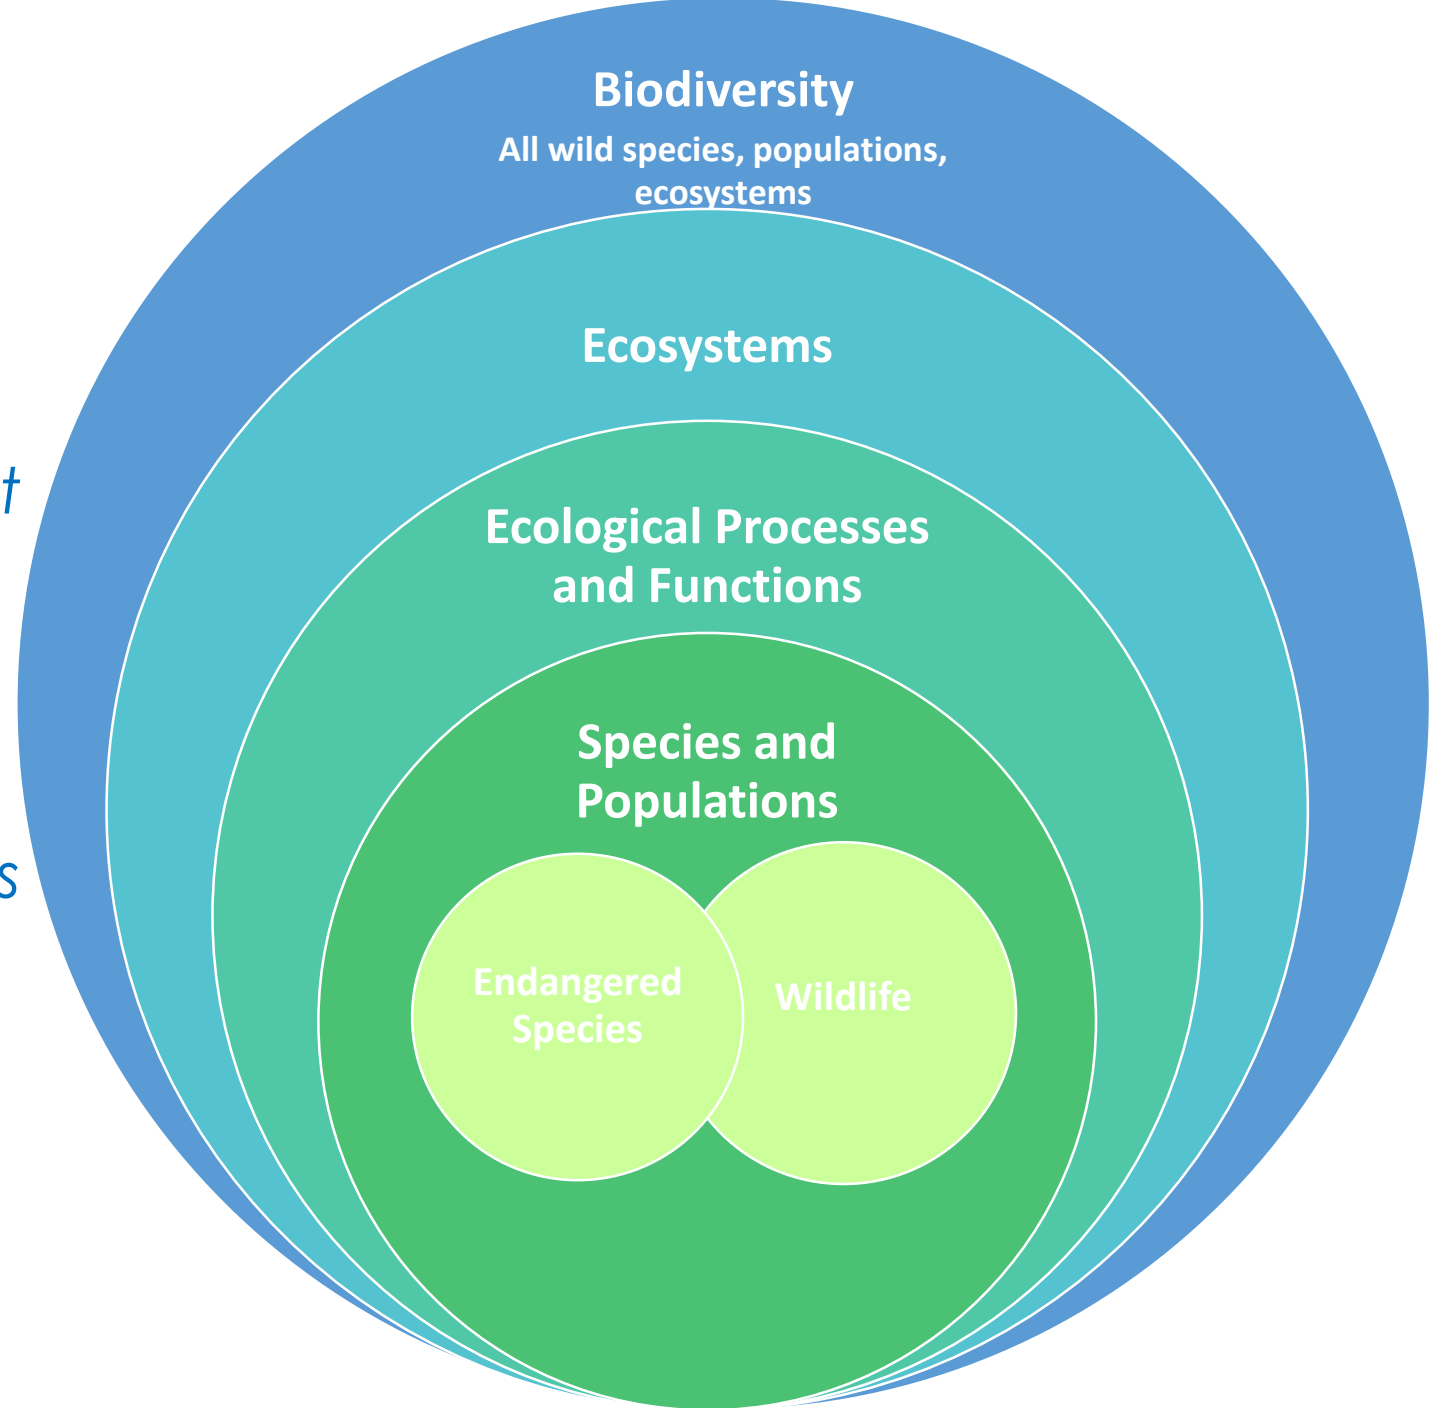 Biodiversity
All wild species, populations,
ecosystems
Ecosystems
t
Ecological Processes
and Functions
Species and
Populations
s
Endangered
Species
Wildlife